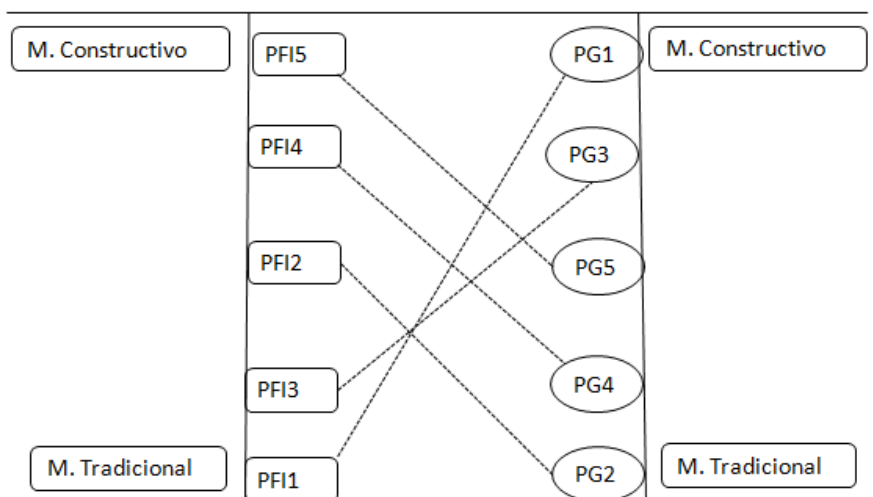 M. Constructivo PFI5 PG1 M. Constructivo
PFI4 PG3
PFI2 PG5
PFI3 PG4
M. Tradicional PFI1 PG2 M. Tradicional